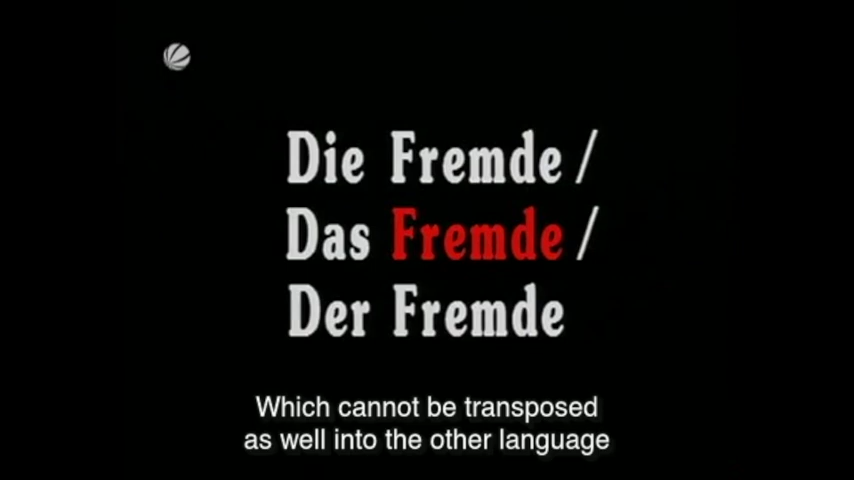 Die Fremde /
Das Fremde /
Der Fremde
Which cannot be transposed
as well into the other language